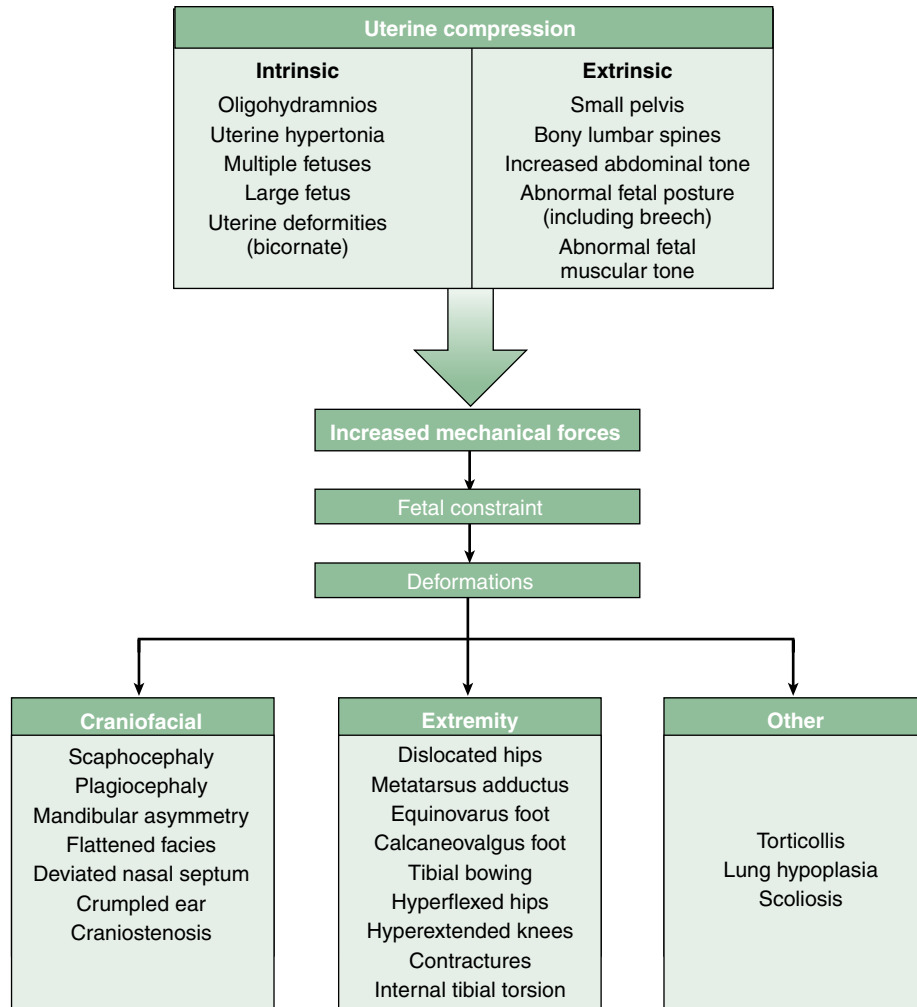 Uterine compression
Intrinsic
Oligohydramnios
Uterine hypertonia
Multiple fetuses
Large fetus
Uterine deformities
(bicornate)
Extrinsic
Small pelvis
Bony lumbar spines
Increased abdominal tone
Abnormal fetal posture
(including breech)
Abnormal fetal
muscular tone
Increased mechanical forces
Fetal constraint
Deformations
Craniofacial
Scaphocephaly
Plagiocephaly
Mandibular asymmetry
Flattened facies
Deviated nasal septum
Crumpled ear
Craniostenosis
Extremity
Dislocated hips
Metatarsus adductus
Equinovarus foot
Calcaneovalgus foot
Tibial bowing
Hyperflexed hips
Hyperextended knees
Contractures
Internal tibial torsion
Other
Torticollis
Lung hypoplasia
Scoliosis